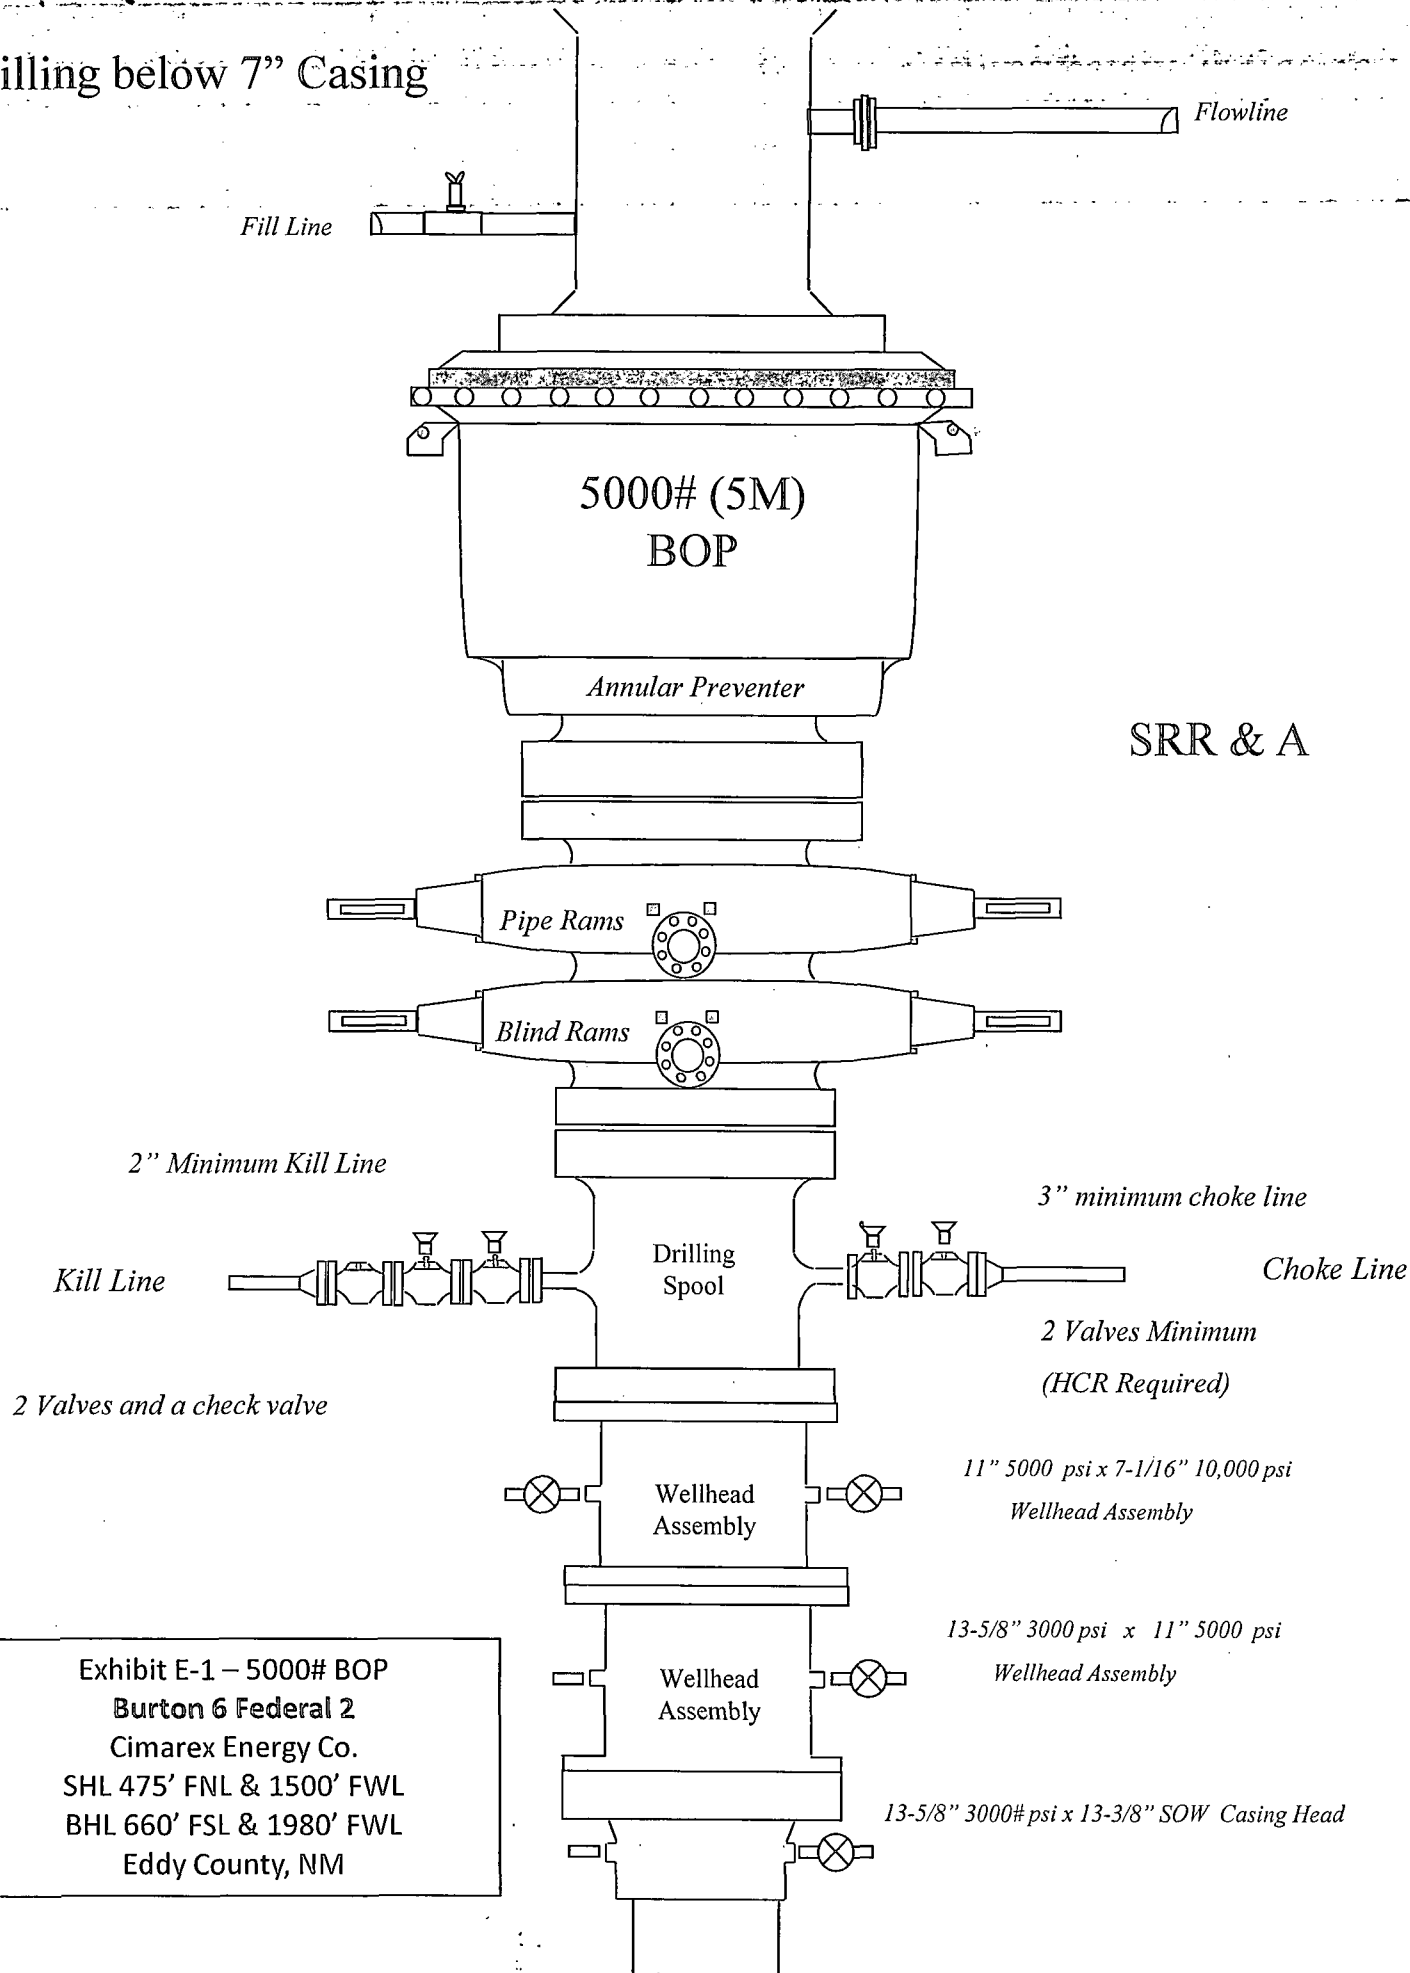 illing below 7” Casing
Flowline
Fill Line
5000# (5M)
BOP
Annular Preventer
SRR & A
Pipe Rams
Blind Rams
2” Minimum Kill Line
3” minimum choke line
Drilling
Spool
Kill Line
Choke Line
2 Valves Minimum
(HCR Required)
2 Valves and a check valve
11” 5000 psi x 7-1/16” 10,000 psi
Wellhead Assembly
Wellhead
Assembly
13-5/8” 3000 psi x 11” 5000 psi
Wellhead Assembly
Wellhead
Assembly
Exhibit E-1 – 5000# BOP
Burton 6 Federal 2
Cimarex Energy Co.
SHL 475’ FNL & 1500’ FWL
BHL 660’ FSL & 1980’ FWL
Eddy County, NM
13-5/8” 3000# psi x 13-3/8” SOW Casing Head